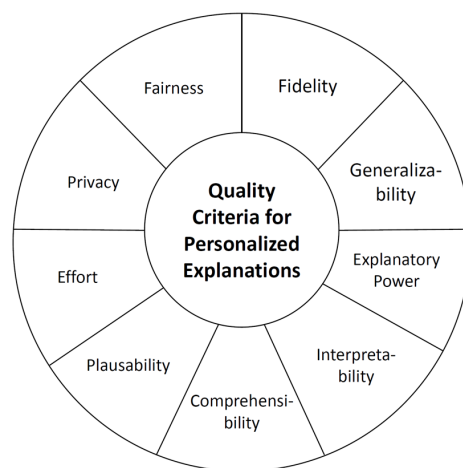 Fairness
Fidelity
Privacy
Generaliza-
bility
Quality
Criteria for
Personalized
Explanations
Effort
Explanatory
Power
Plausability
Interpreta-
bility
Comprehensi-
bility